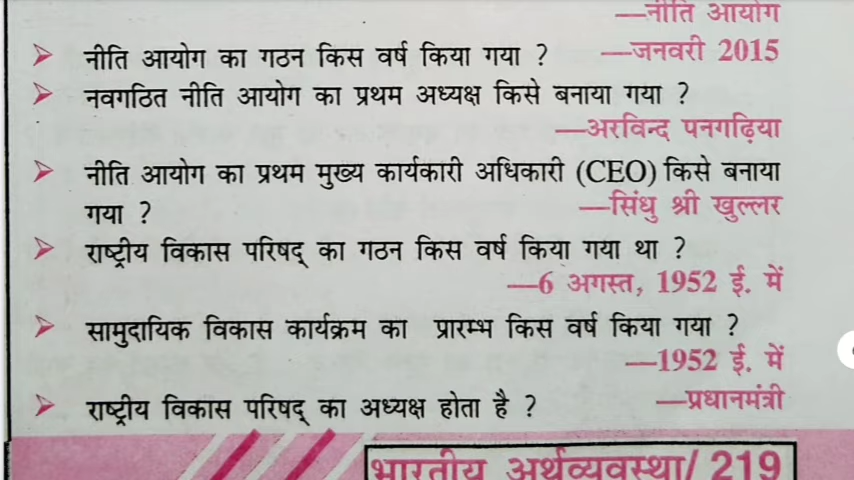 —नीति आयोग
➤ नीति आयोग का गठन किस वर्ष किया गया ? —जनवरी 2015
➤ नवगठित नीति आयोग का प्रथम अध्यक्ष किसे बनाया गया ?
—अरविन्द पनगढ़िया
➤ नीति आयोग का प्रथम मुख्य कार्यकारी अधिकारी (CEO) किसे बनाया
गया ? —सिंधु श्री खुल्लर
➤ राष्ट्रीय विकास परिषद् का गठन किस वर्ष किया गया था ?
—6 अगस्त, 1952 ई. में
➤ सामुदायिक विकास कार्यक्रम का प्रारम्भ किस वर्ष किया गया ?
—1952 ई. में
➤ राष्ट्रीय विकास परिषद् का अध्यक्ष होता है ? —प्रधानमंत्री
भारतीय अर्थव्यवस्था/ 219